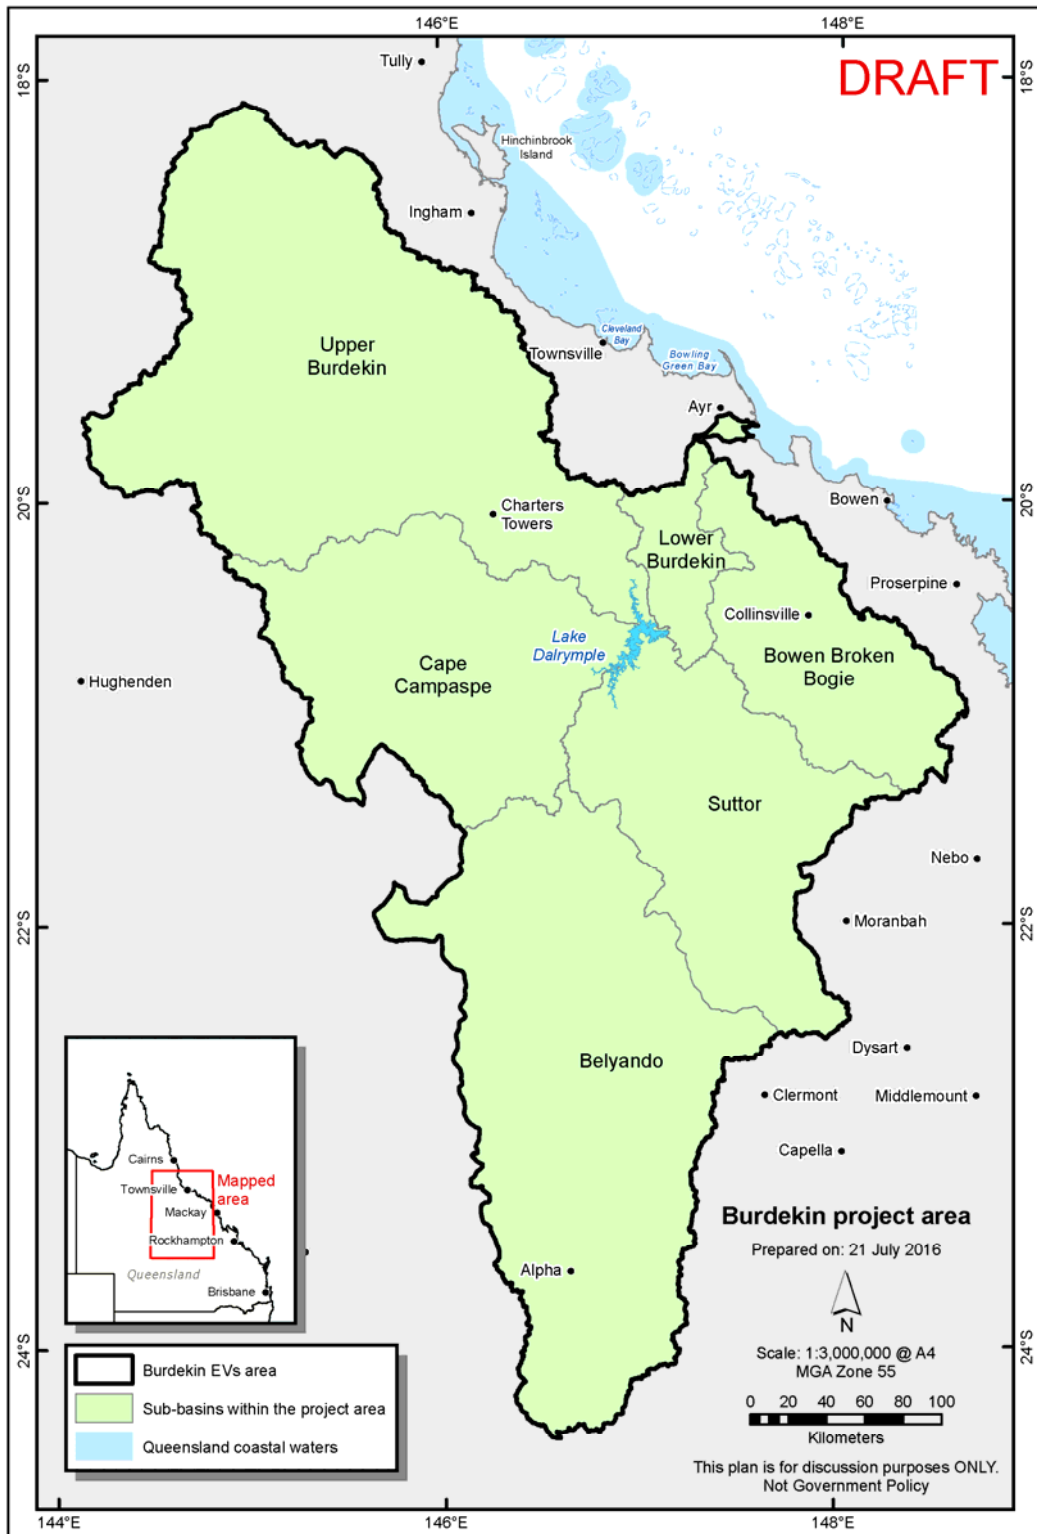 146°E
148°E
18°S
18°S
DRAFT
Tully
Hinchinbrook
Island
Ingham
Cleveland
Bay
Townsville
Bowling
Green Bay
Upper
Burdekin
Ayr
20°S
20°S
Charters
Towers
Bowen
Lower
Burdekin
Proserpine
Collinsville
Lake
Dalrymple
Bowen Broken
Bogie
Cape
Campaspe
Hughenden
Suttor
Nebo
22°S
22°S
Moranbah
Dysart
Belyando
Clermont
Middlemount
Capella
Cairns
Townsville
Mapped
area
Mackay
Rockhampton
Queensland
Brisbane
Burdekin project area
Prepared on: 21 July 2016
Alpha
N
24°S
24°S
Scale: 1:3,000,000 @ A4
MGA Zone 55
Burdekin EVs area
Sub-basins within the project area
Queensland coastal waters
0 20 40 60 80 100
Kilometers
This plan is for discussion purposes ONLY.
Not Government Policy
144°E
146°E
148°E